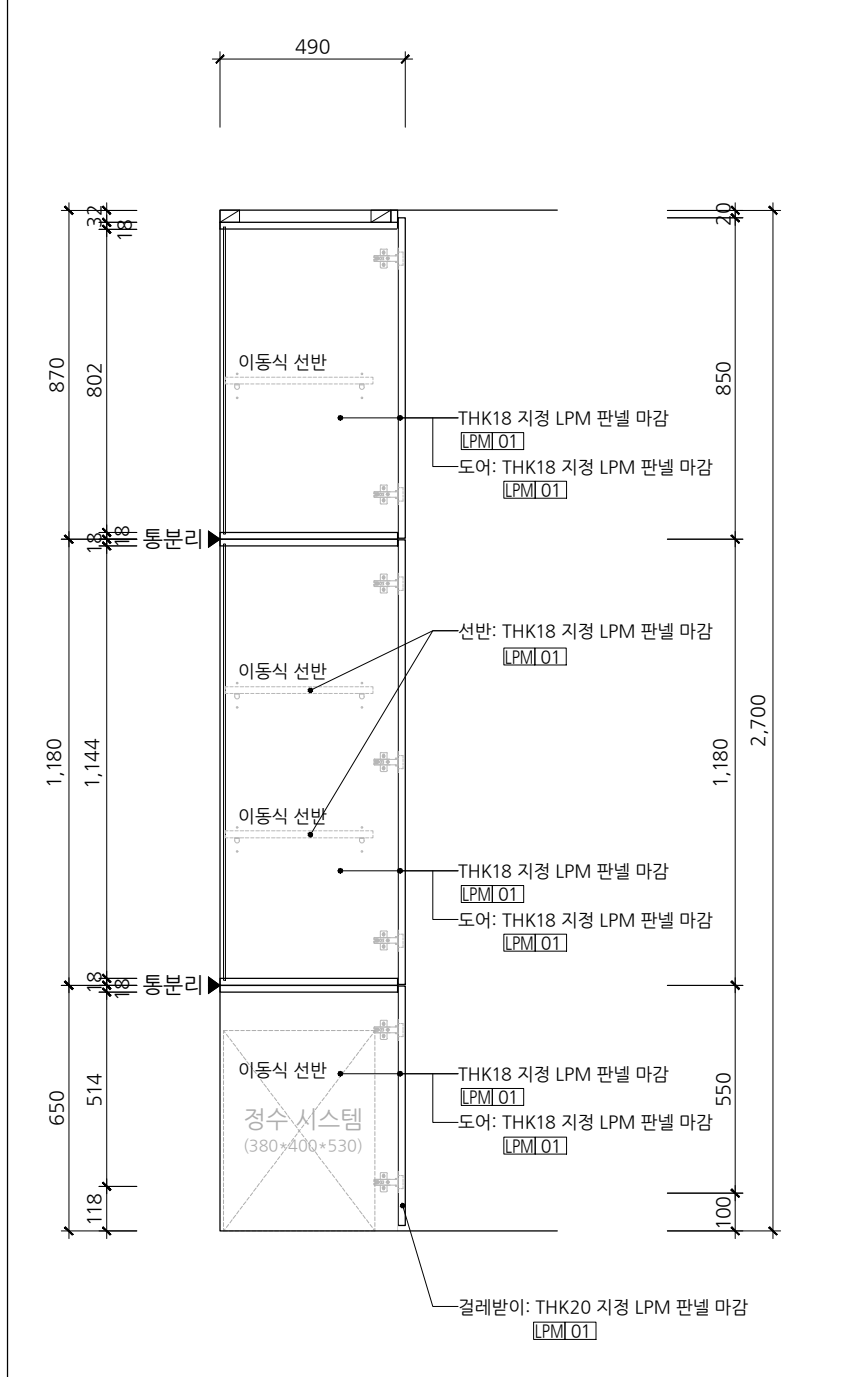 490
32
18
20
870
802
850
이동식 선반
THK18 지정 LPM 판넬 마감
LPM 01
도어: THK18 지정 LPM 판넬 마감
LPM 01
18
18
통분리
선반: THK18 지정 LPM 판넬 마감
LPM 01
이동식 선반
1,180
1,144
1,180
2,700
이동식 선반
THK18 지정 LPM 판넬 마감
LPM 01
도어: THK18 지정 LPM 판넬 마감
LPM 01
18
18
통분리
이동식 선반
THK18 지정 LPM 판넬 마감
LPM 01
650
514
550
정수 시스템
(380*400*530)
도어: THK18 지정 LPM 판넬 마감
LPM 01
118
100
걸레받이: THK20 지정 LPM 판넬 마감
LPM 01